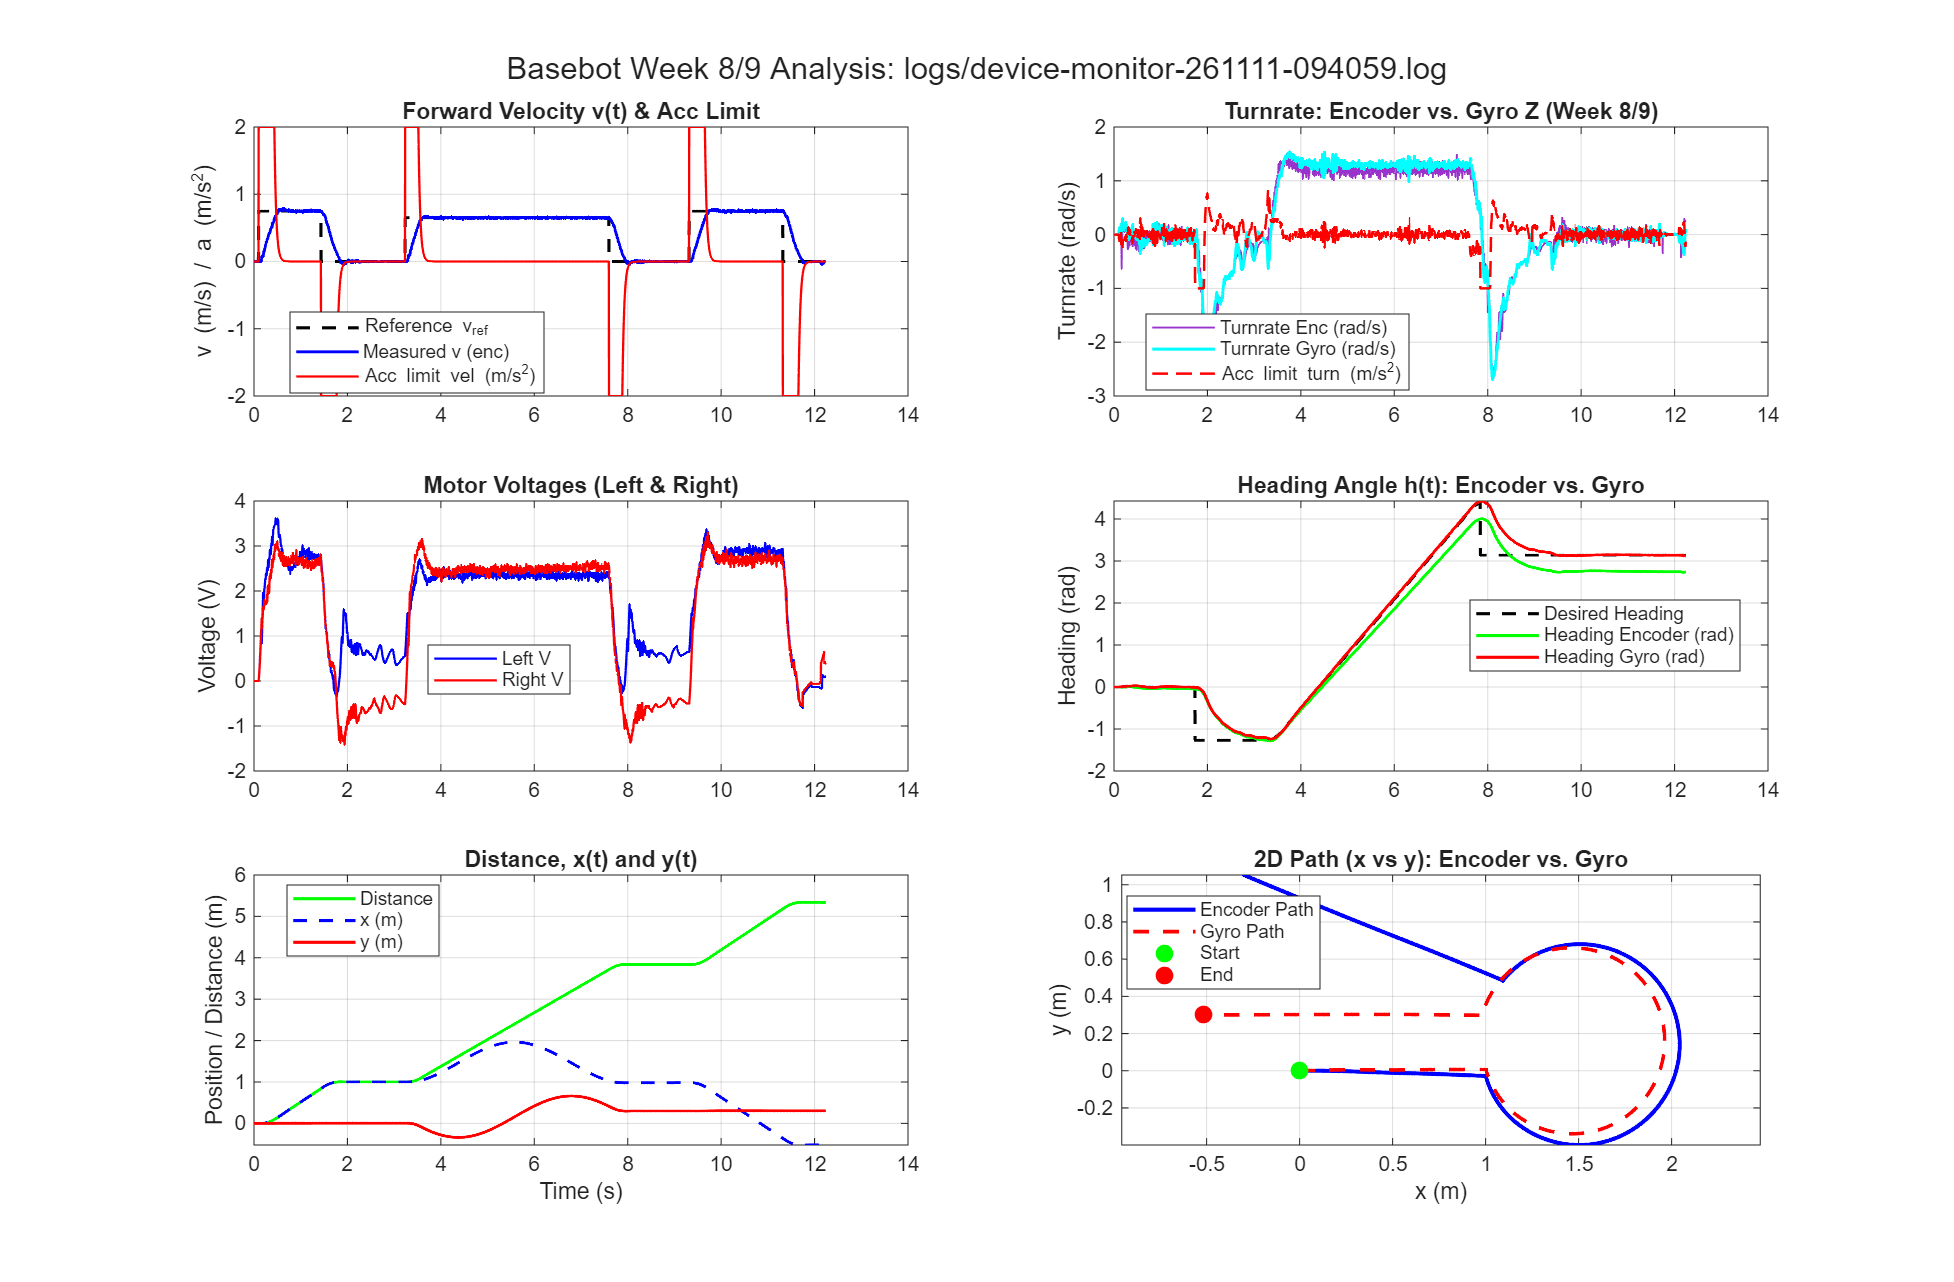 Basebot Week 8/9 Analysis: logs/device-monitor-261111-094059.log
Forward Velocity v(t) & Acc Limit
v (m/s) / a (m/s²)
2
1
0
-1
-2
0 2 4 6 8 10 12 14
Reference v_ref
Measured v (enc)
Acc limit vel (m/s²)
Turnrate: Encoder vs. Gyro Z (Week 8/9)
Turnrate (rad/s)
2
1
0
-1
-2
-3
0 2 4 6 8 10 12 14
Turnrate Enc (rad/s)
Turnrate Gyro (rad/s)
Acc limit turn (m/s²)
Motor Voltages (Left & Right)
Voltage (V)
4
3
2
1
0
-1
-2
0 2 4 6 8 10 12 14
Left V
Right V
Heading Angle h(t): Encoder vs. Gyro
Heading (rad)
4
3
2
1
0
-1
-2
0 2 4 6 8 10 12 14
Desired Heading
Heading Encoder (rad)
Heading Gyro (rad)
Distance, x(t) and y(t)
Position / Distance (m)
6
5
4
3
2
1
0
0 2 4 6 8 10 12 14
Time (s)
Distance
x (m)
y (m)
2D Path (x vs y): Encoder vs. Gyro
y (m)
1
0.8
0.6
0.4
0.2
0
-0.2
-0.5 0 0.5 1 1.5 2
x (m)
Encoder Path
Gyro Path
Start
End